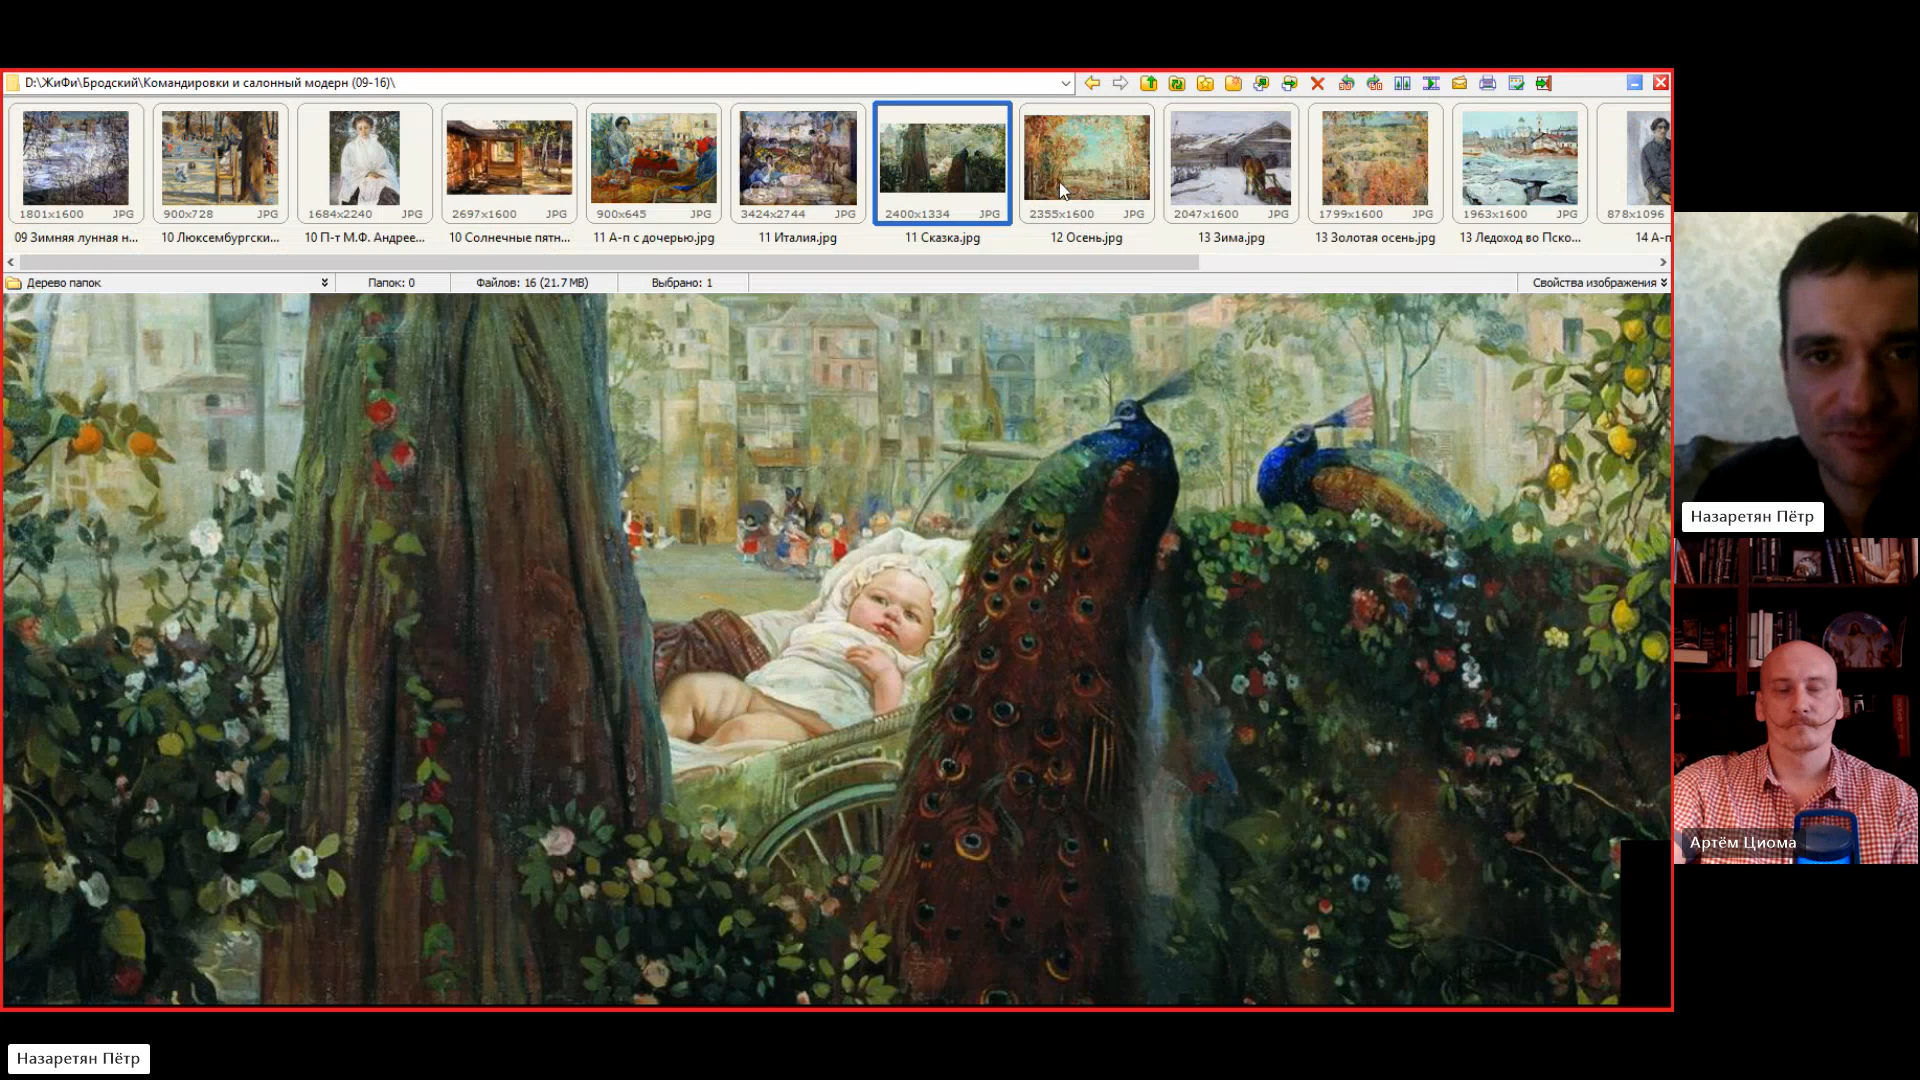 D:\ЖиФи\Бродский\Командировки и салонный модерн (09-16)\
1801x1600 JPG
900x728 JPG
1684x2240 JPG
2697x1600 JPG
900x645 JPG
3424x2744 JPG
2400x1334 JPG
2355x1600 JPG
2047x1600 JPG
1799x1600 JPG
1963x1600 JPG
878x1096
09 Зимняя лунная н...
10 Люксембургски...
10 П-т М.Ф. Андрее...
10 Солнечные пятн...
11 А-п с дочерью.jpg
11 Италия.jpg
11 Сказка.jpg
12 Осень.jpg
13 Зима.jpg
13 Золотая осень.jpg
13 Ледоход во Пско...
14 А-п
Дерево папок
Папок: 0
Файлов: 16 (21.7 MB)
Выбрано: 1
Свойства изображения
Назаретян Пётр
Артём Циома
Назаретян Пётр